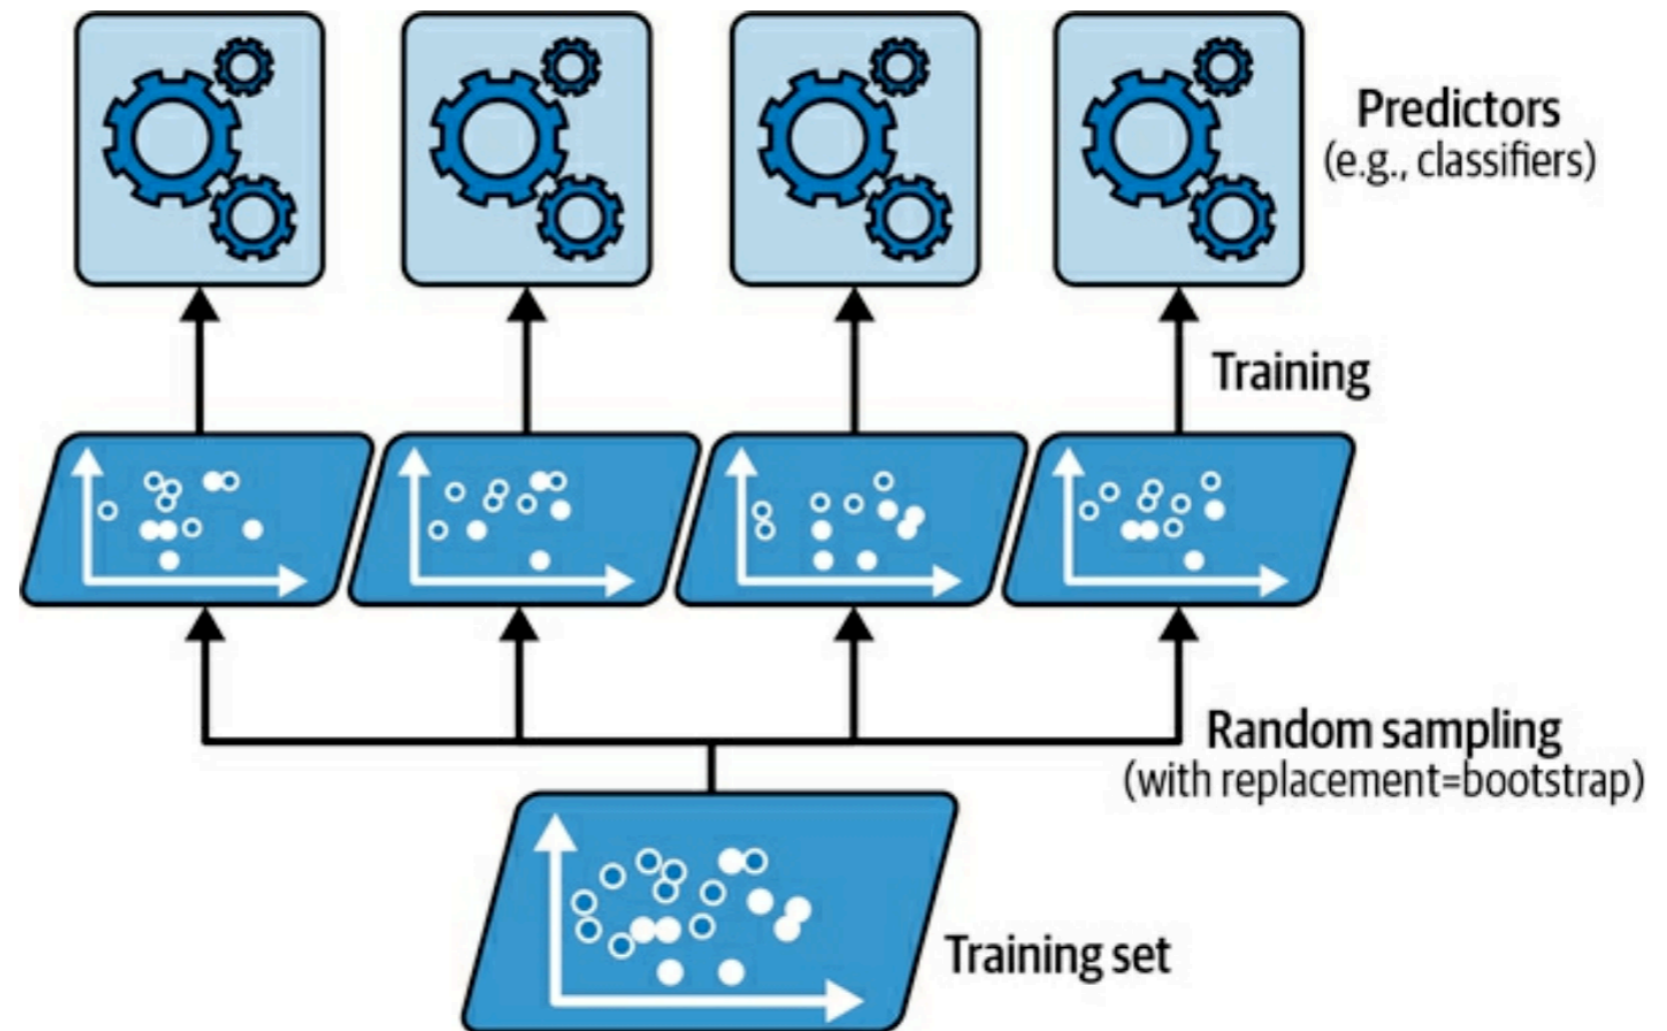 Predictors
(e.g., classifiers)
Training
Random sampling
(with replacement=bootstrap)
Training set